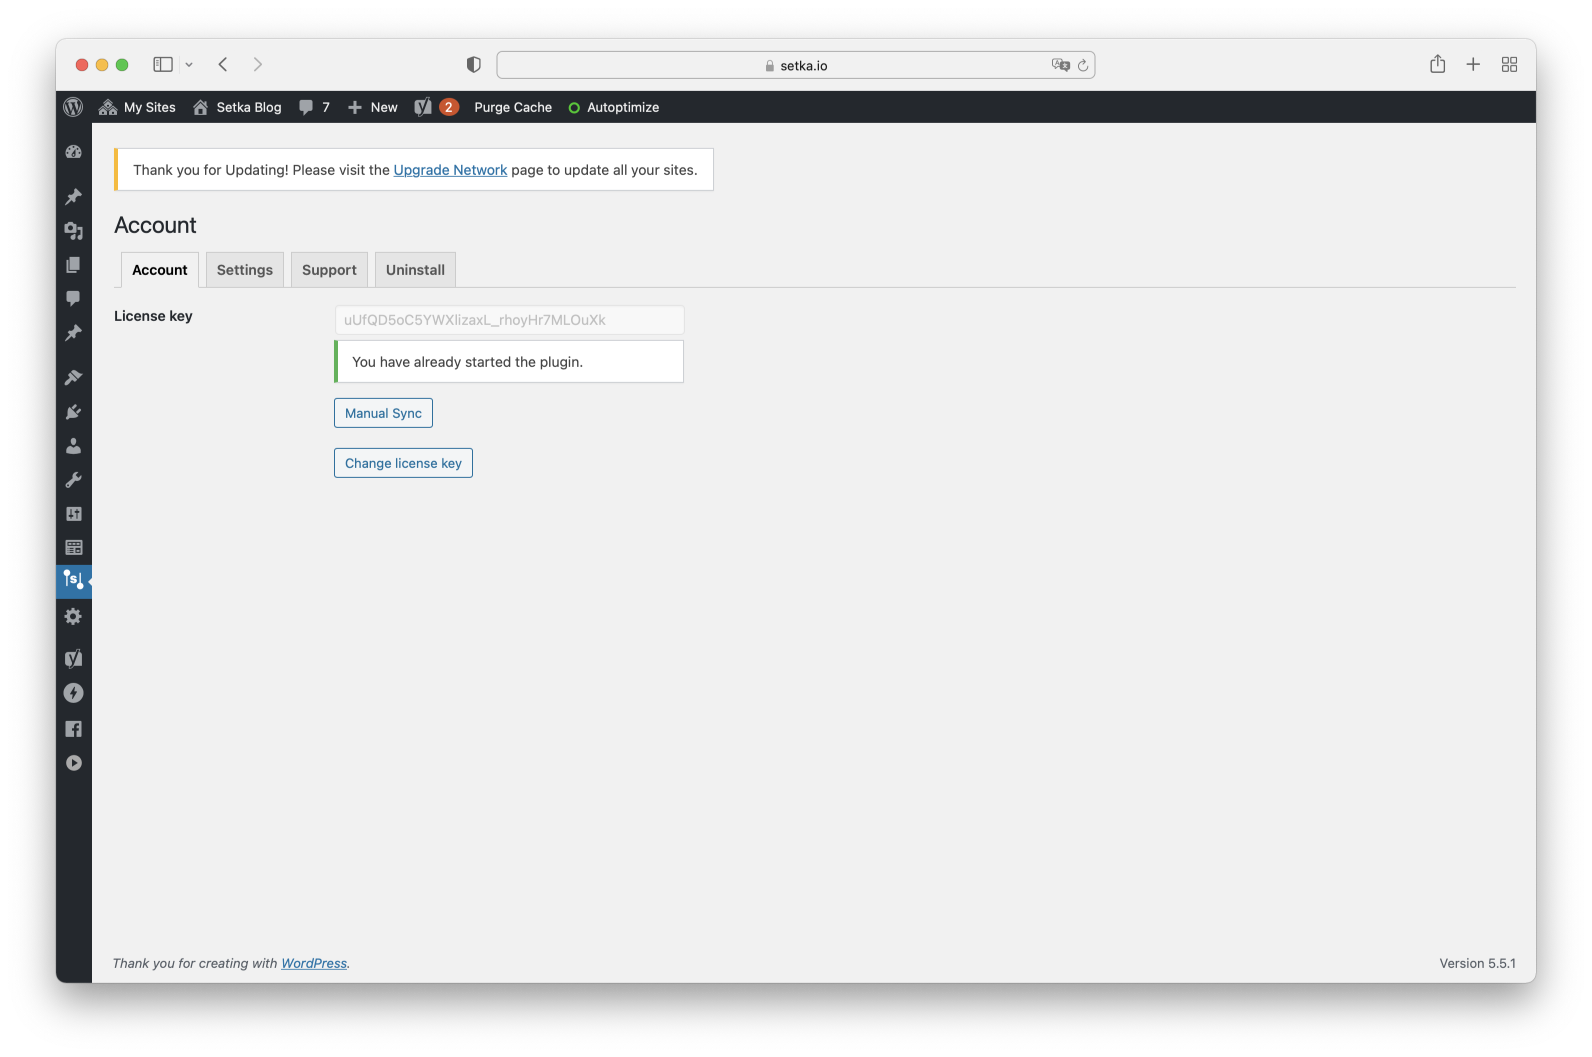 setka.io
My Sites Setka Blog 7 New 2 Purge Cache Autoptimize
Thank you for Updating! Please visit the Upgrade Network page to update all your sites.
Account
Account Settings Support Uninstall
License key
uUfQD5oC5YWXlizaxL_rhoyHr7MLOuXk
You have already started the plugin.
Manual Sync
Change license key
Thank you for creating with WordPress.
Version 5.5.1